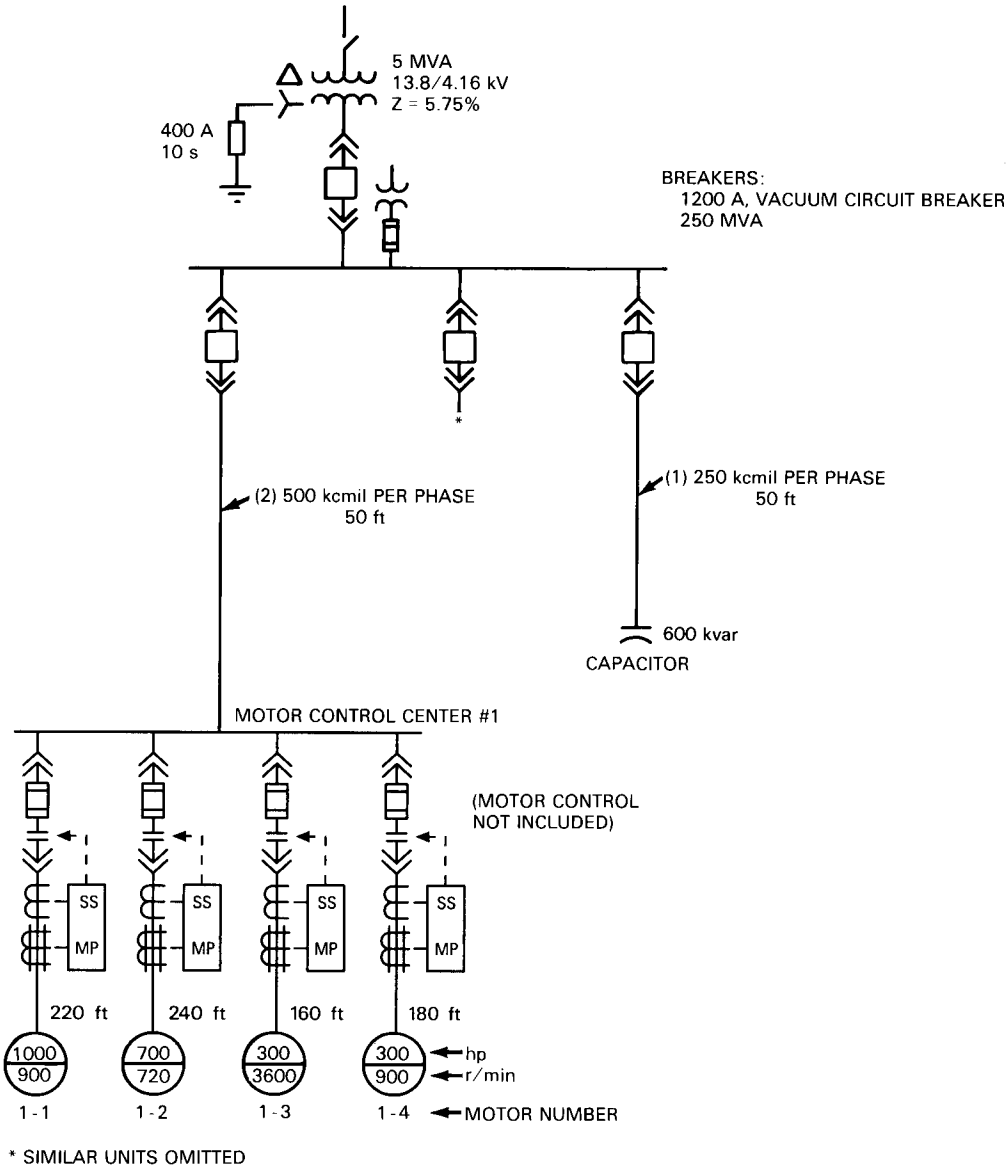 5 MVA
13.8/4.16 kV
Z = 5.75%
400 A
10 s
BREAKERS:
1200 A, VACUUM CIRCUIT BREAKER
250 MVA
*
(2) 500 kcmil PER PHASE
50 ft
(1) 250 kcmil PER PHASE
50 ft
600 kvar
CAPACITOR
MOTOR CONTROL CENTER #1
(MOTOR CONTROL
NOT INCLUDED)
SS SS SS SS
MP MP MP MP
220 ft 240 ft 160 ft 180 ft
1000 700 300 300 hp
900 720 3600 900 r/min
1-1 1-2 1-3 1-4 MOTOR NUMBER
* SIMILAR UNITS OMITTED